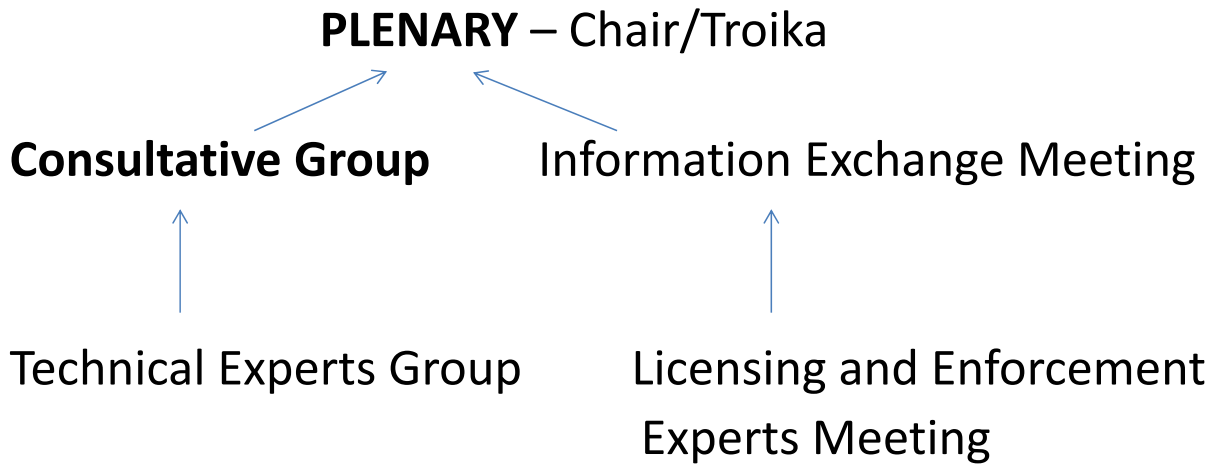 PLENARY – Chair/Troika
Consultative Group
Information Exchange Meeting
Technical Experts Group
Licensing and Enforcement
Experts Meeting